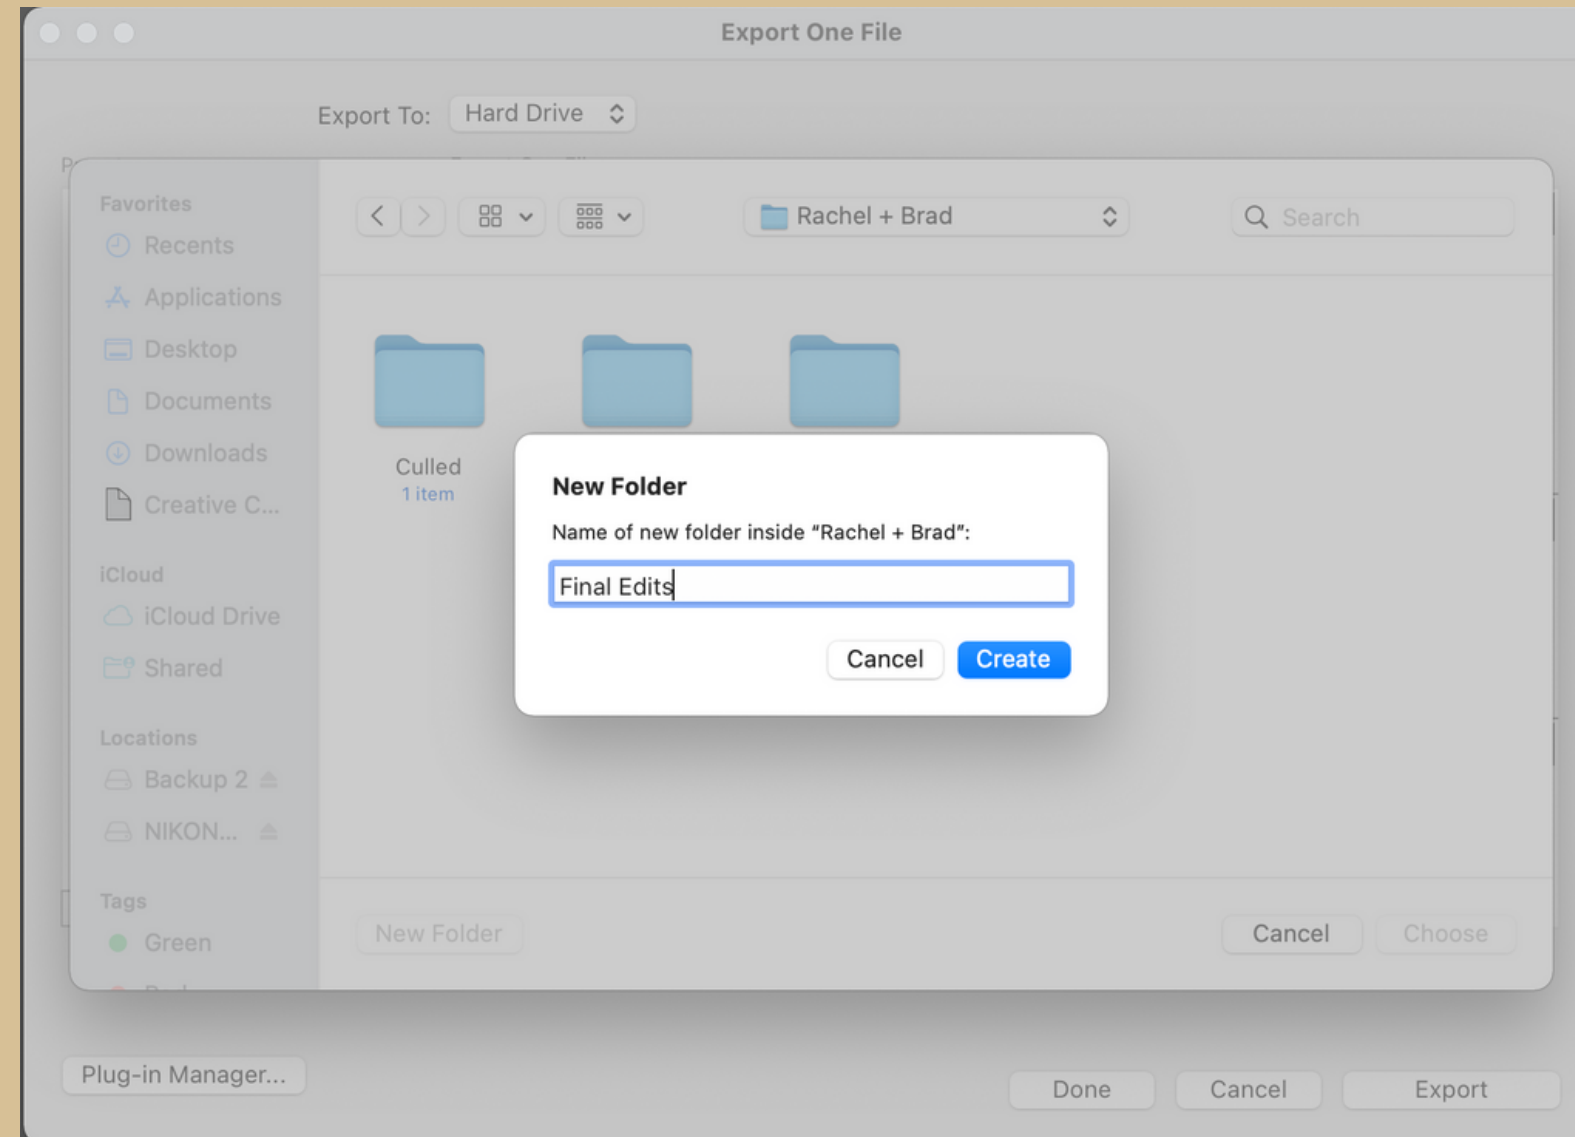 Export One File
Export To: Hard Drive
Favorites
Recents
Applications
Desktop
Documents
Downloads
Creative C...
iCloud
iCloud Drive
Shared
Locations
Backup 2
NIKON...
Tags
Green
Rachel + Brad
Search
Culled
1 item
New Folder
Name of new folder inside “Rachel + Brad”:
Final Edits
Cancel Create
New Folder Cancel Choose
Plug-in Manager...
Done Cancel Export